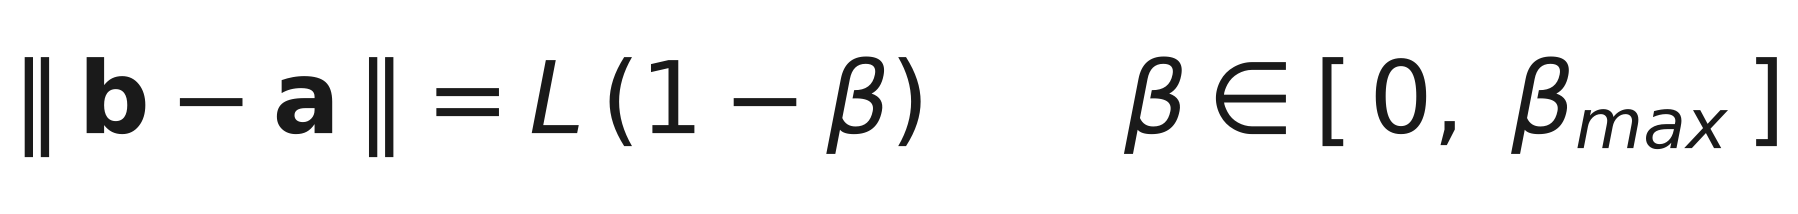 ‖ b − a ‖ = L (1 − β)   β ∈ [ 0, β_max ]